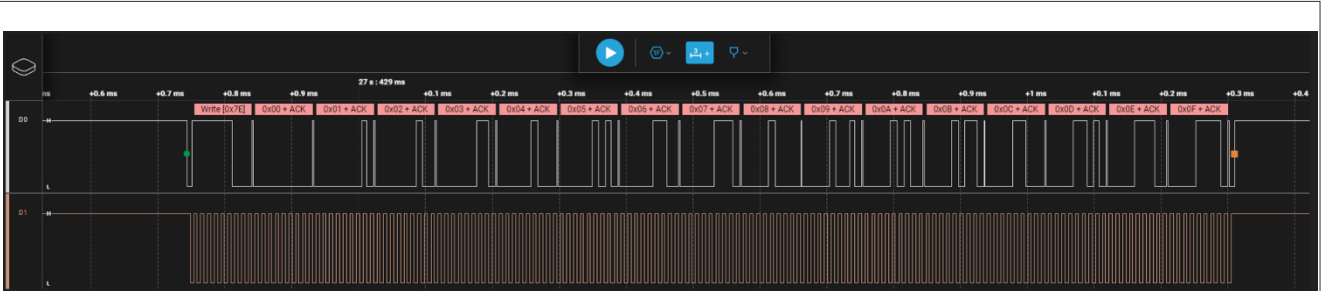 3 +
27 s : 429 ms
ns +0.6 ms +0.7 ms +0.8 ms +0.9 ms +0.1 ms +0.2 ms +0.3 ms +0.4 ms +0.5 ms +0.6 ms +0.7 ms +0.8 ms +0.9 ms +1 ms +0.1 ms +0.2 ms +0.3 ms +0.4
Write [0x7E] 0x00 + ACK 0x01 + ACK 0x02 + ACK 0x03 + ACK 0x04 + ACK 0x05 + ACK 0x06 + ACK 0x07 + ACK 0x08 + ACK 0x09 + ACK 0x0A + ACK 0x0B + ACK 0x0C + ACK 0x0D + ACK 0x0E + ACK 0x0F + ACK
D0 H
L
D1 H
L